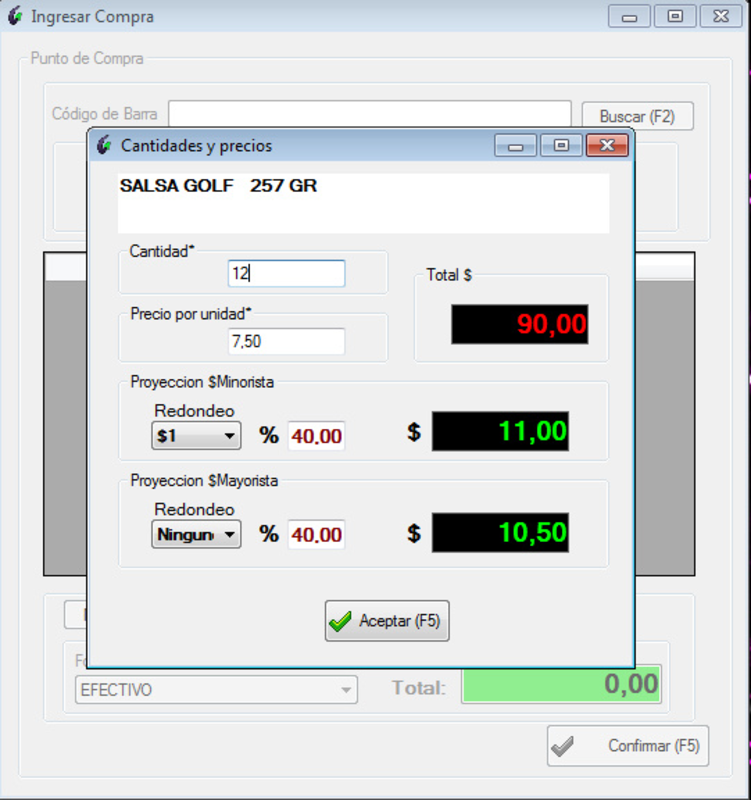 Ingresar Compra
Punto de Compra
Código de Barra
Buscar (F2)
Cantidades y precios
SALSA GOLF 257 GR
Cantidad*
12
Total $
90,00
Precio por unidad*
7,50
Proyeccion $Minorista
Redondeo
$1 % 40.00 $ 11,00
Proyeccion $Mayorista
Redondeo
Ningun % 40.00 $ 10,50
Aceptar (F5)
EFECTIVO
Total: 0,00
Confirmar (F5)